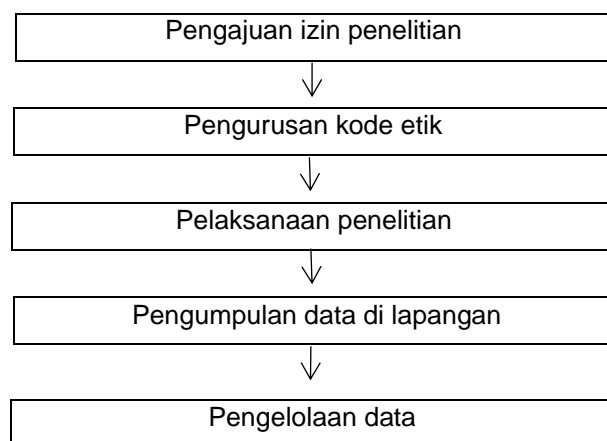 Pengajuan izin penelitian
Pengurusan kode etik
Pelaksanaan penelitian
Pengumpulan data di lapangan
Pengelolaan data